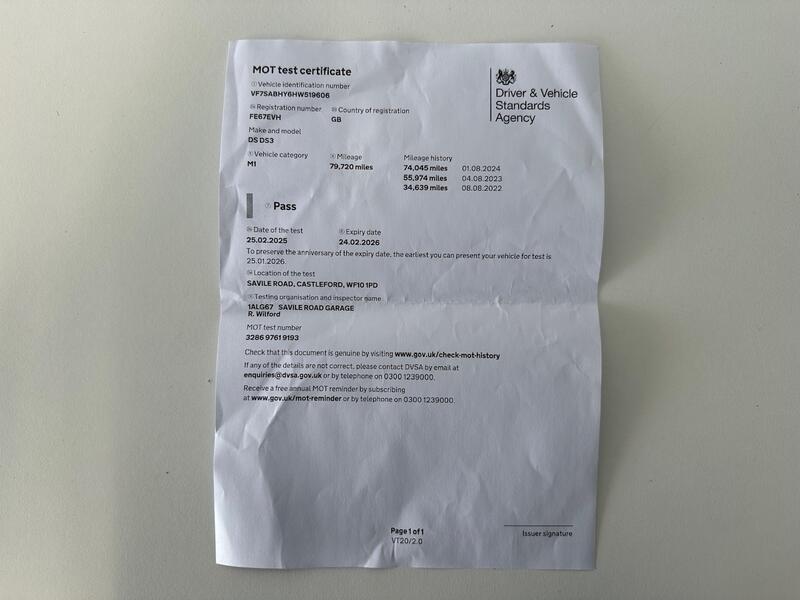 MOT test certificate
Vehicle identification number
VF7SABHY6HW519606
Registration number
Country of registration
FE67EVH
GB
Make and model
DS DS3
Vehicle category
Mileage
Mileage history
M1
79,720 miles
74,045 miles 01.08.2024
55,974 miles 04.08.2023
34,639 miles 08.08.2022
Pass
Date of the test
Expiry date
25.02.2025
24.02.2026
To preserve the anniversary of the expiry date, the earliest you can present your vehicle for test is
25.01.2026.
Location of the test
SAVILE ROAD, CASTLEFORD, WF10 1PD
Testing organisation and inspector name
1ALG67 SAVILE ROAD GARAGE
R. Wilford
MOT test number
3286 9761 9193
Check that this document is genuine by visiting www.gov.uk/check-mot-history
If any of the details are not correct, please contact DVSA by email at
enquiries@dvsa.gov.uk or by telephone on 0300 1239000.
Receive a free annual MOT reminder by subscribing
at www.gov.uk/mot-reminder or by telephone on 0300 1239000.
Driver & Vehicle
Standards
Agency
Page 1 of 1
VT20/2.0
Issuer signature